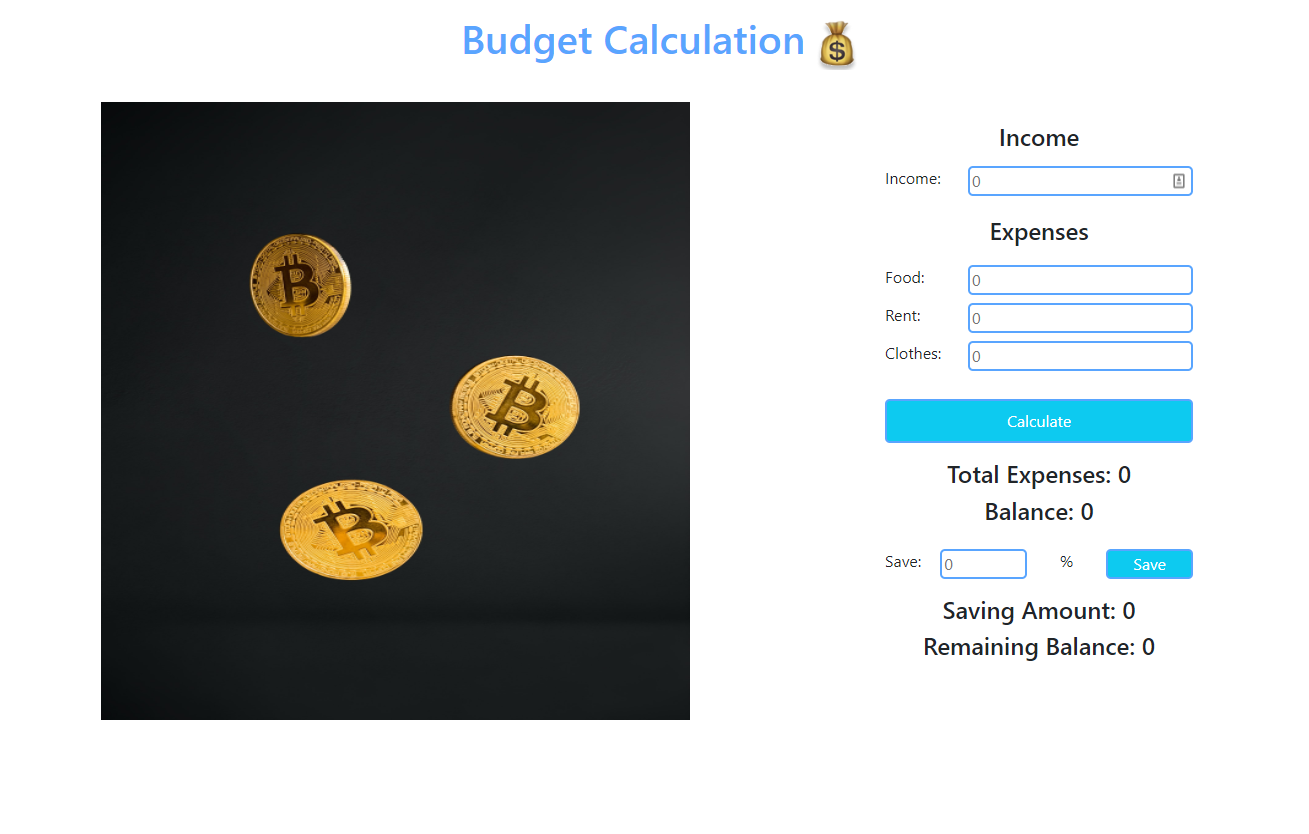 Budget Calculation 💰
Income
Income: 0
Expenses
Food: 0
Rent: 0
Clothes: 0
Calculate
Total Expenses: 0
Balance: 0
Save: 0 % Save
Saving Amount: 0
Remaining Balance: 0